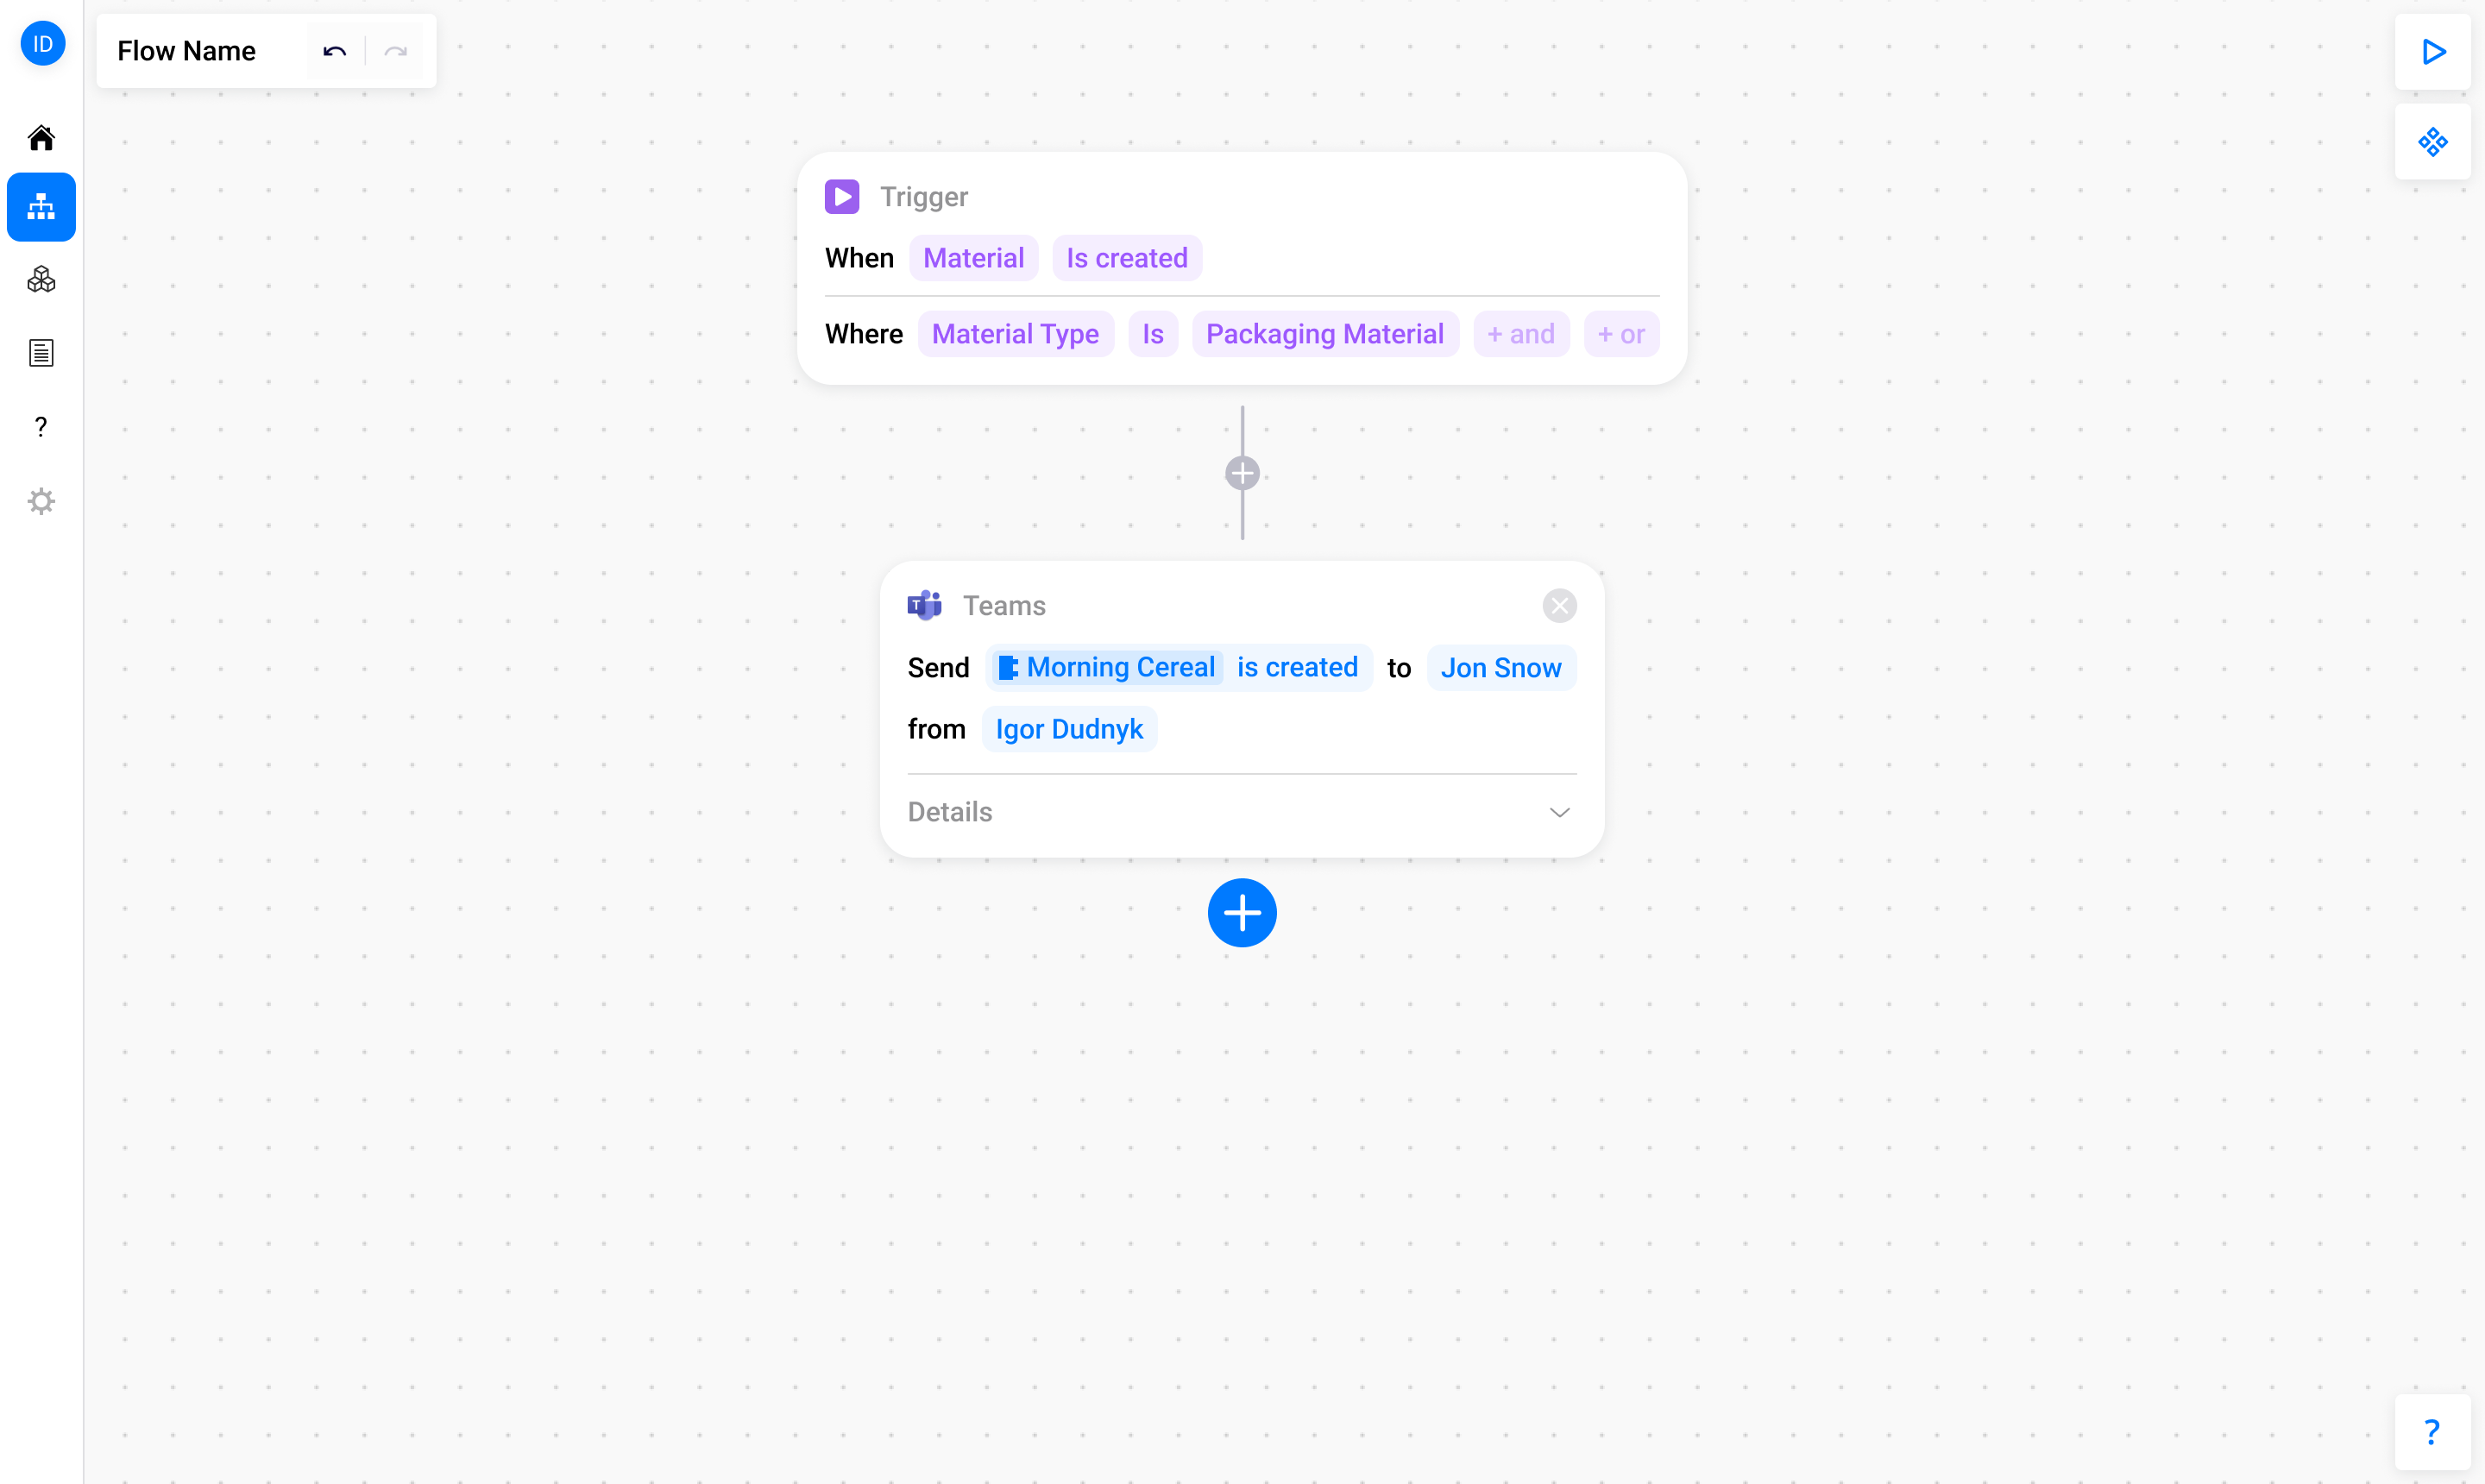 ID
Flow Name
Trigger
When Material Is created
Where Material Type Is Packaging Material + and + or
?
T Teams
Send Morning Cereal is created to Jon Snow
from Igor Dudnyk
Details
?